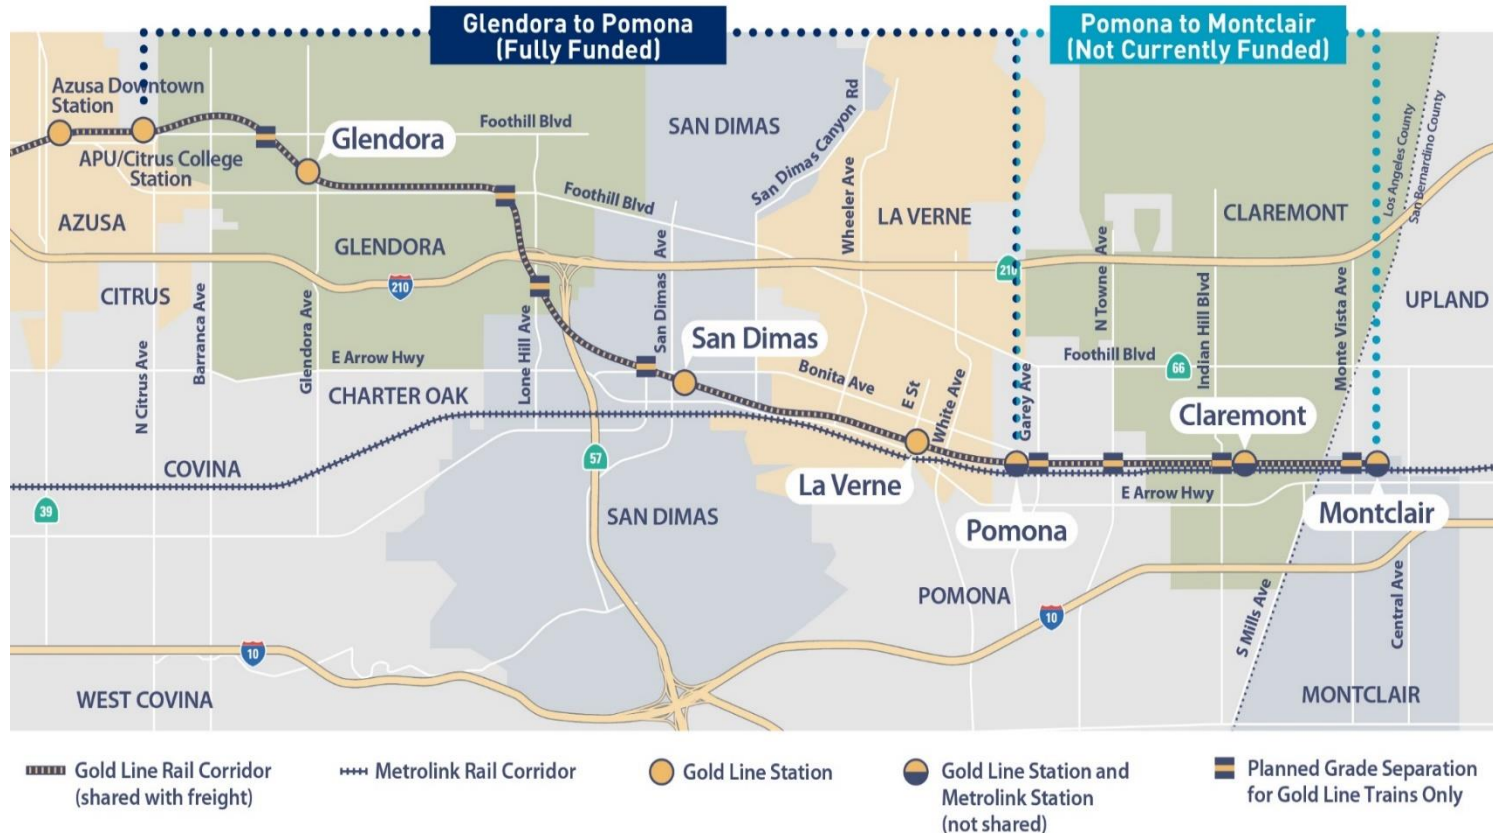 Glendora to Pomona
(Fully Funded)
Pomona to Montclair
(Not Currently Funded)
Azusa Downtown
Station
APU/Citrus College
Station
Glendora
Foothill Blvd
Foothill Blvd
SAN DIMAS
San Dimas Canyon Rd
Wheeler Ave
LA VERNE
CLAREMONT
Los Angeles County
San Bernardino County
AZUSA
GLENDORA
210
210
CITRUS
UPLAND
N Citrus Ave
Barranca Ave
Glendora Ave
Lone Hill Ave
San Dimas Ave
N Towne Ave
Indian Hill Blvd
Monte Vista Ave
E Arrow Hwy
CHARTER OAK
San Dimas
Bonita Ave
E St
White Ave
Garey Ave
Foothill Blvd
66
Claremont
COVINA
57
La Verne
E Arrow Hwy
39
SAN DIMAS
Pomona
Montclair
POMONA
10
10
S Mills Ave
Central Ave
WEST COVINA
MONTCLAIR
Gold Line Rail Corridor
(shared with freight)
Metrolink Rail Corridor
Gold Line Station
Gold Line Station and
Metrolink Station
(not shared)
Planned Grade Separation
for Gold Line Trains Only